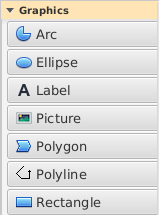 Graphics
Arc
Ellipse
Label
Picture
Polygon
Polyline
Rectangle